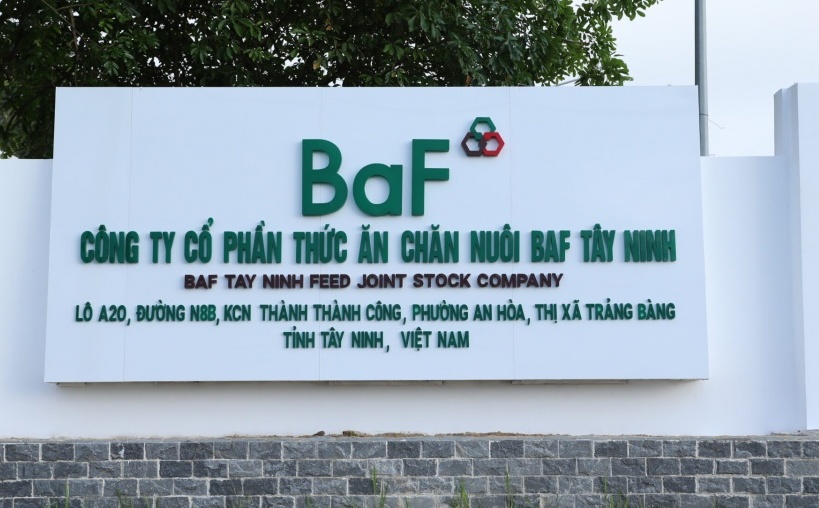 BaF
CÔNG TY CỔ PHẦN THỨC ĂN CHĂN NUÔI BAF TÂY NINH
BAF TAY NINH FEED JOINT STOCK COMPANY
LÔ A20, ĐƯỜNG N8B, KCN THÀNH THÀNH CÔNG, PHƯỜNG AN HÒA, THỊ XÃ TRẢNG BÀNG
TỈNH TÂY NINH, VIỆT NAM